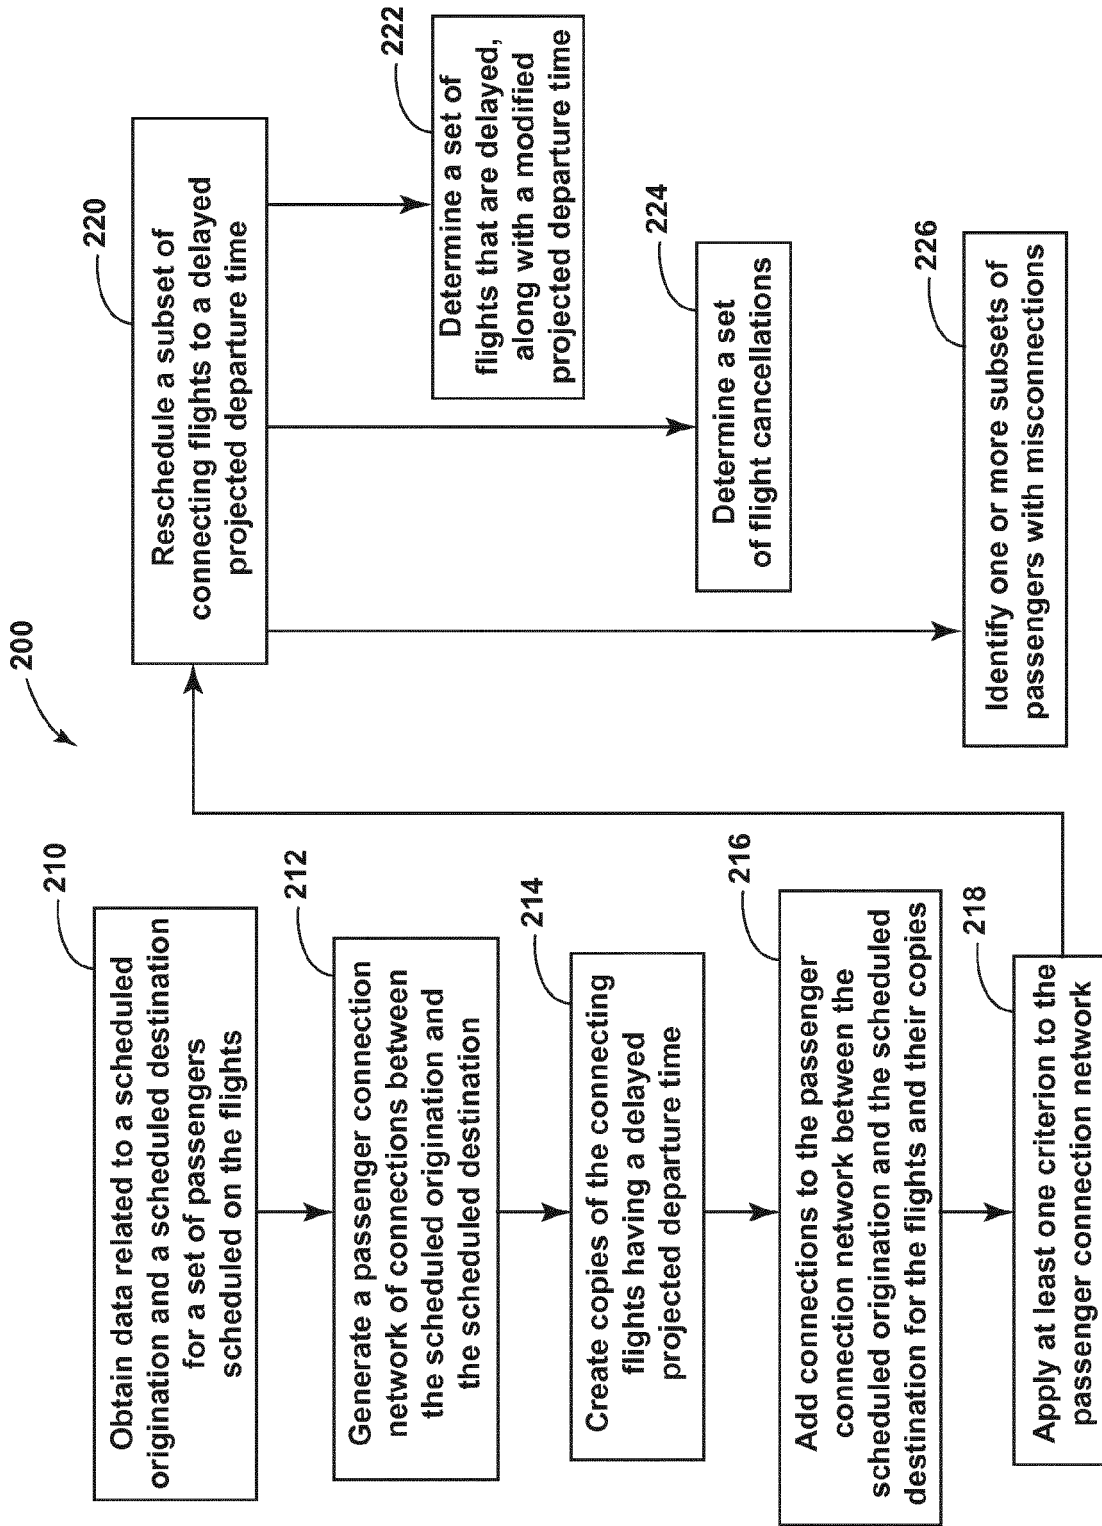 200
210
Obtain data related to a scheduled
origination and a scheduled destination
for a set of passengers
scheduled on the flights
212
Generate a passenger connection
network of connections between
the scheduled origination and
the scheduled destination
214
Create copies of the connecting
flights having a delayed
projected departure time
216
Add connections to the passenger
connection network between the
scheduled origination and the scheduled
destination for the flights and their copies
218
Apply at least one criterion to the
passenger connection network
220
Reschedule a subset of
connecting flights to a delayed
projected departure time
222
Determine a set of
flights that are delayed,
along with a modified
projected departure time
224
Determine a set
of flight cancellations
226
Identify one or more subsets of
passengers with misconnections